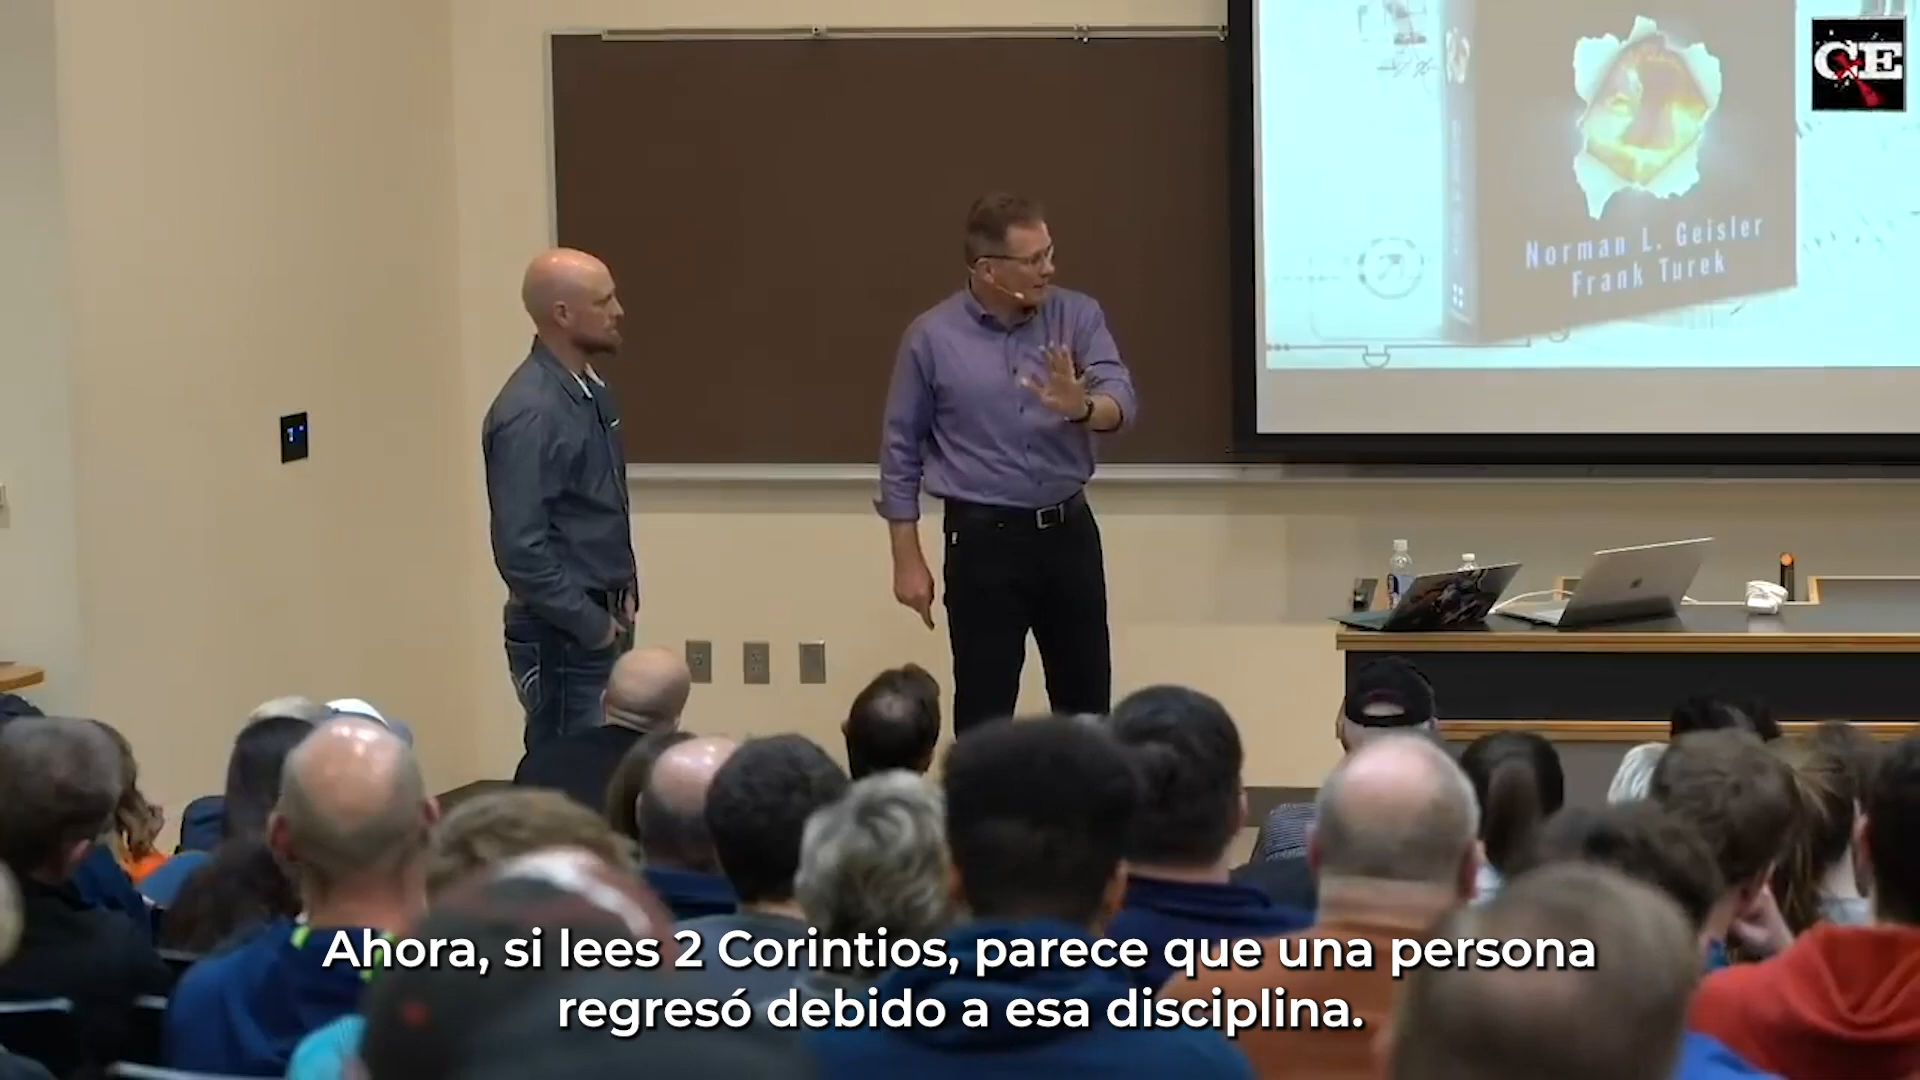 CE
Norman L. Geisler
Frank Turek
Ahora, si lees 2 Corintios, parece que una persona
regresó debido a esa disciplina.